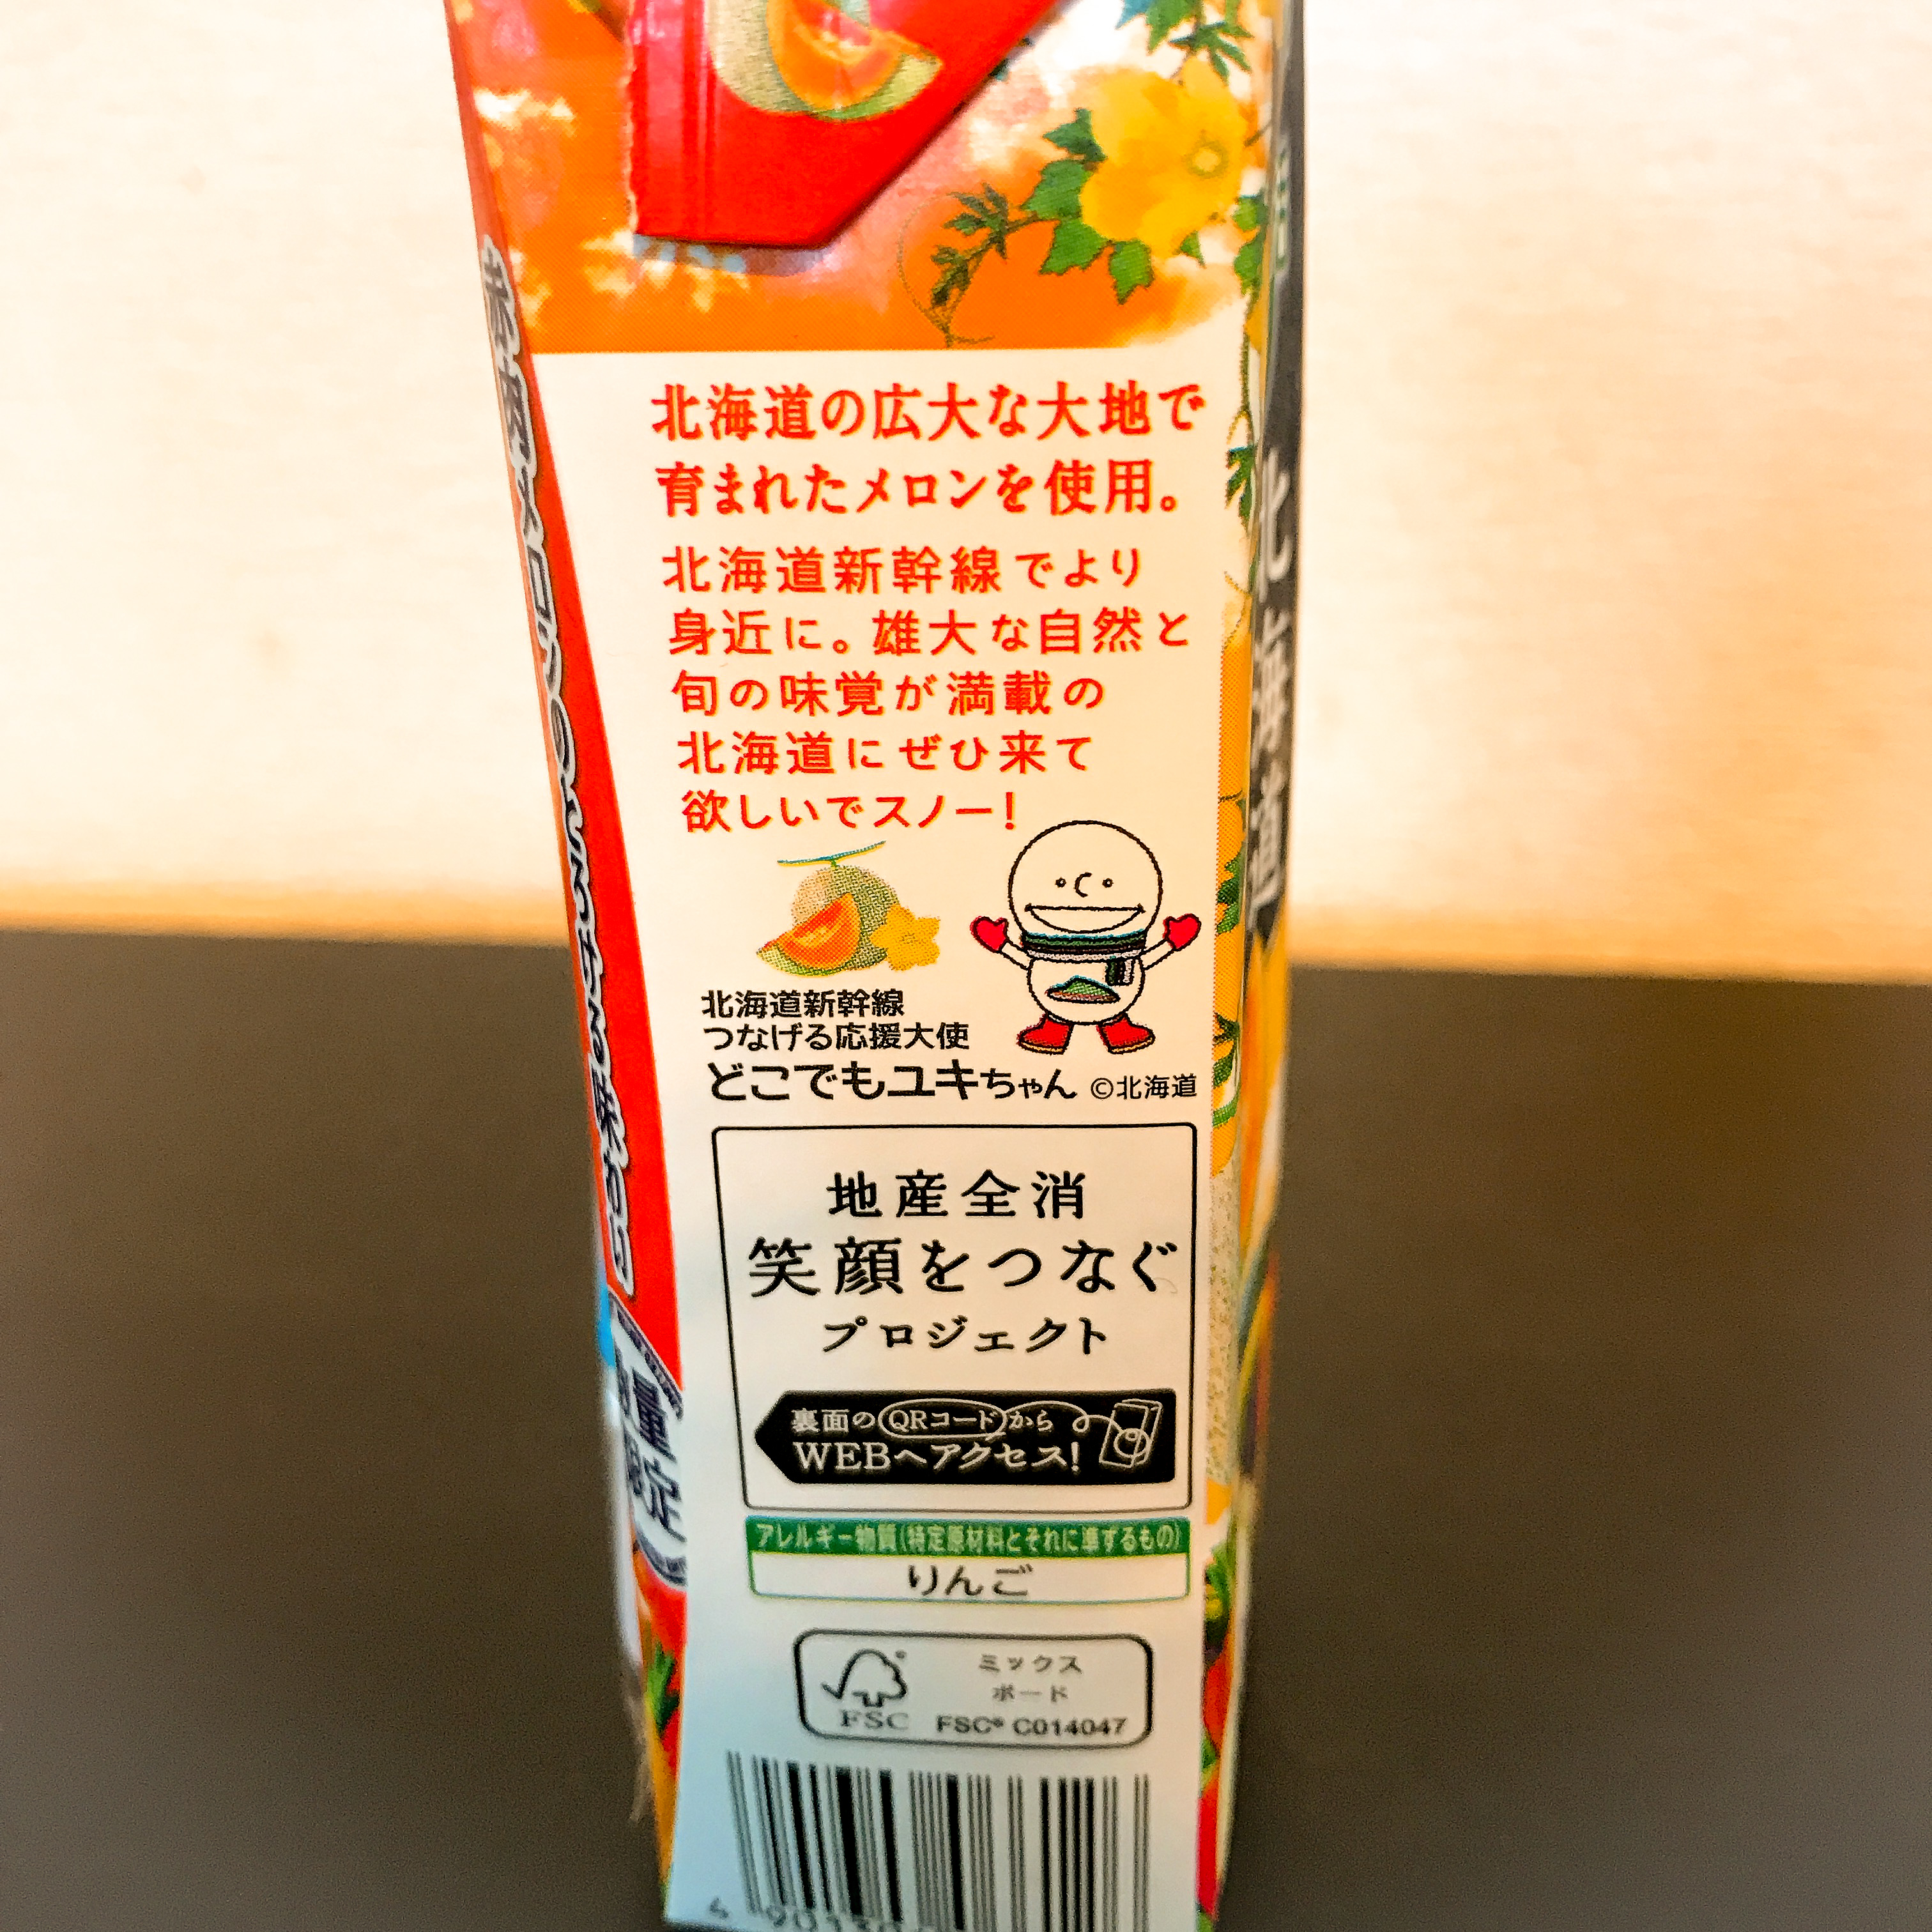 北海道の広大な大地で
育まれたメロンを使用。
北海道新幹線でより
身近に。雄大な自然と
旬の味覚が満載の
北海道にぜひ来て
欲しいでスノー!
北海道新幹線
つなげる応援大使
どこでもユキちゃん ©北海道
地産全消
笑顔をつなぐ
プロジェクト
裏面のQRコードから
WEBへアクセス!
アレルギー物質(特定原材料とそれに準ずるもの)
りんご
ミックス
ボード
FSC
FSC® C014047
北海道